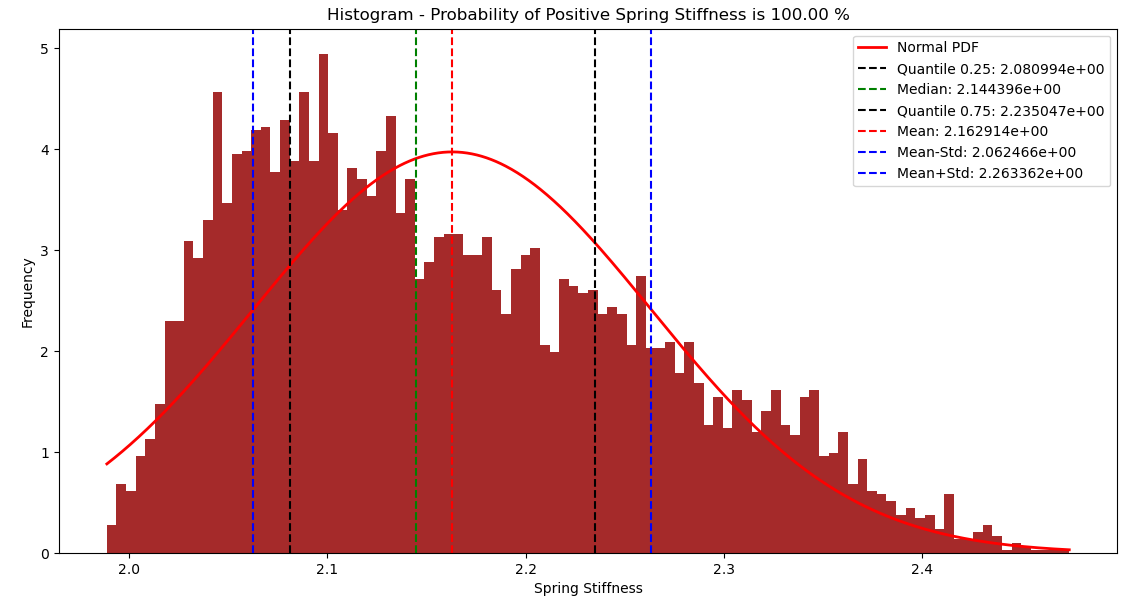 Histogram - Probability of Positive Spring Stiffness is 100.00 %
Normal PDF
Quantile 0.25: 2.080994e+00
Median: 2.144396e+00
Quantile 0.75: 2.235047e+00
Mean: 2.162914e+00
Mean-Std: 2.062466e+00
Mean+Std: 2.263362e+00
Frequency
5
4
3
2
1
0
2.0 2.1 2.2 2.3 2.4
Spring Stiffness